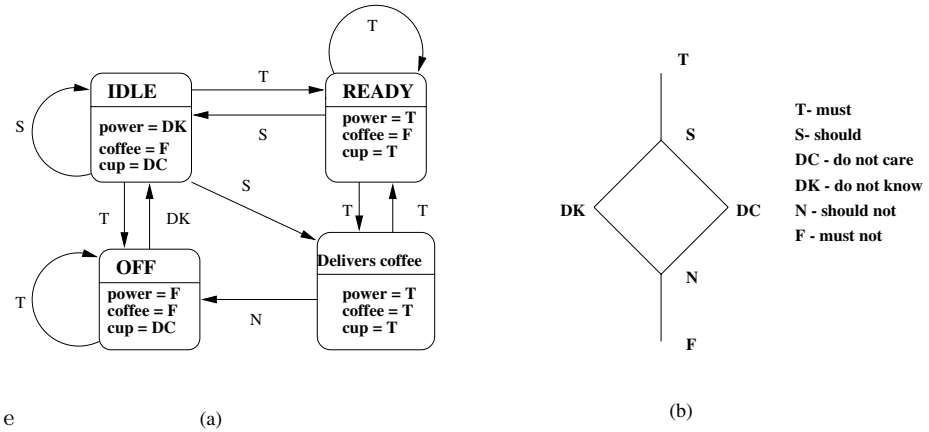 T
T
IDLE
READY
T
power = DK
coffee = F
cup = DC
power = T
coffee = F
cup = T
S
S
T- must
S- should
DC - do not care
DK - do not know
N - should not
F - must not
S
S
DK
DC
T
DK
T
T
OFF
Delivers coffee
power = F
coffee = F
cup = DC
power = T
coffee = T
cup = T
T
N
N
F
e
(a)
(b)